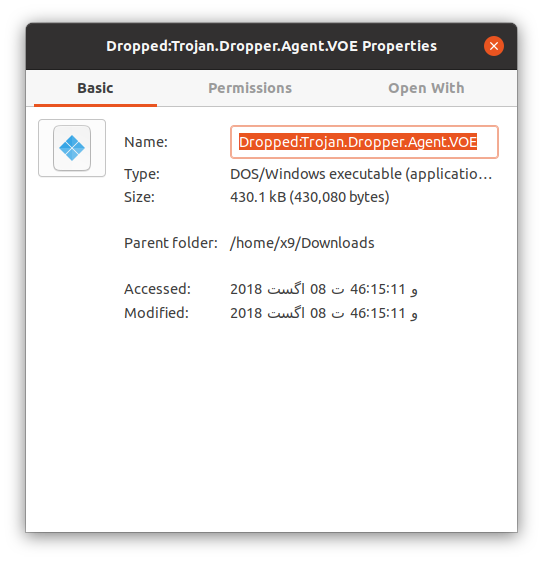 Dropped:Trojan.Dropper.Agent.VOE Properties
Basic Permissions Open With
Name: Dropped:Trojan.Dropper.Agent.VOE
Type: DOS/Windows executable (applicatio…
Size: 430.1 kB (430,080 bytes)
Parent folder: /home/x9/Downloads
Accessed: 2018 اگست 08 ت 46:15:11 و
Modified: 2018 اگست 08 ت 46:15:11 و